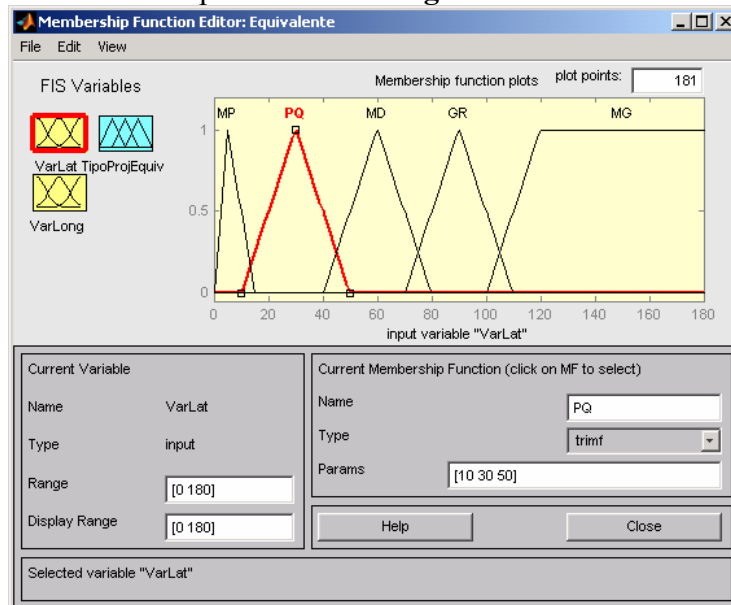 Membership Function Editor: Equivalente
File Edit View
FIS Variables
VarLat TipoProjEquiv
VarLong
Membership function plots plot points: 181
MP PQ MD GR MG
1
0.5
0
0 20 40 60 80 100 120 140 160 180
input variable "VarLat"
Current Variable
Name VarLat
Type input
Range [0 180]
Display Range [0 180]
Current Membership Function (click on MF to select)
Name PQ
Type trimf
Params [10 30 50]
Help Close
Selected variable "VarLat"